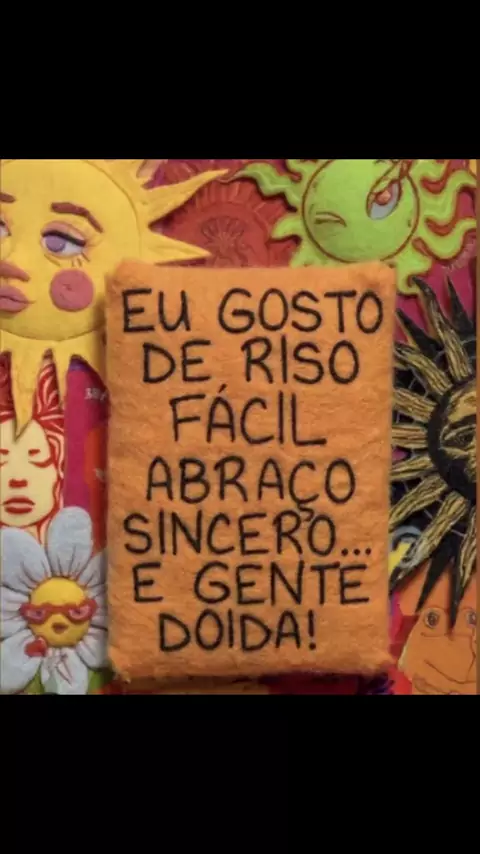 EU GOSTO
DE RISO
FÁCIL
ABRAÇO
SINCERO...
E GENTE
DOIDA!